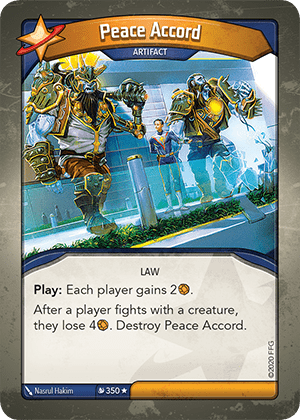 Peace Accord
ARTIFACT
LAW
Play: Each player gains 2.
After a player fights with a creature,
they lose 4. Destroy Peace Accord.
Nasrul Hakim
350
©2020 FFG